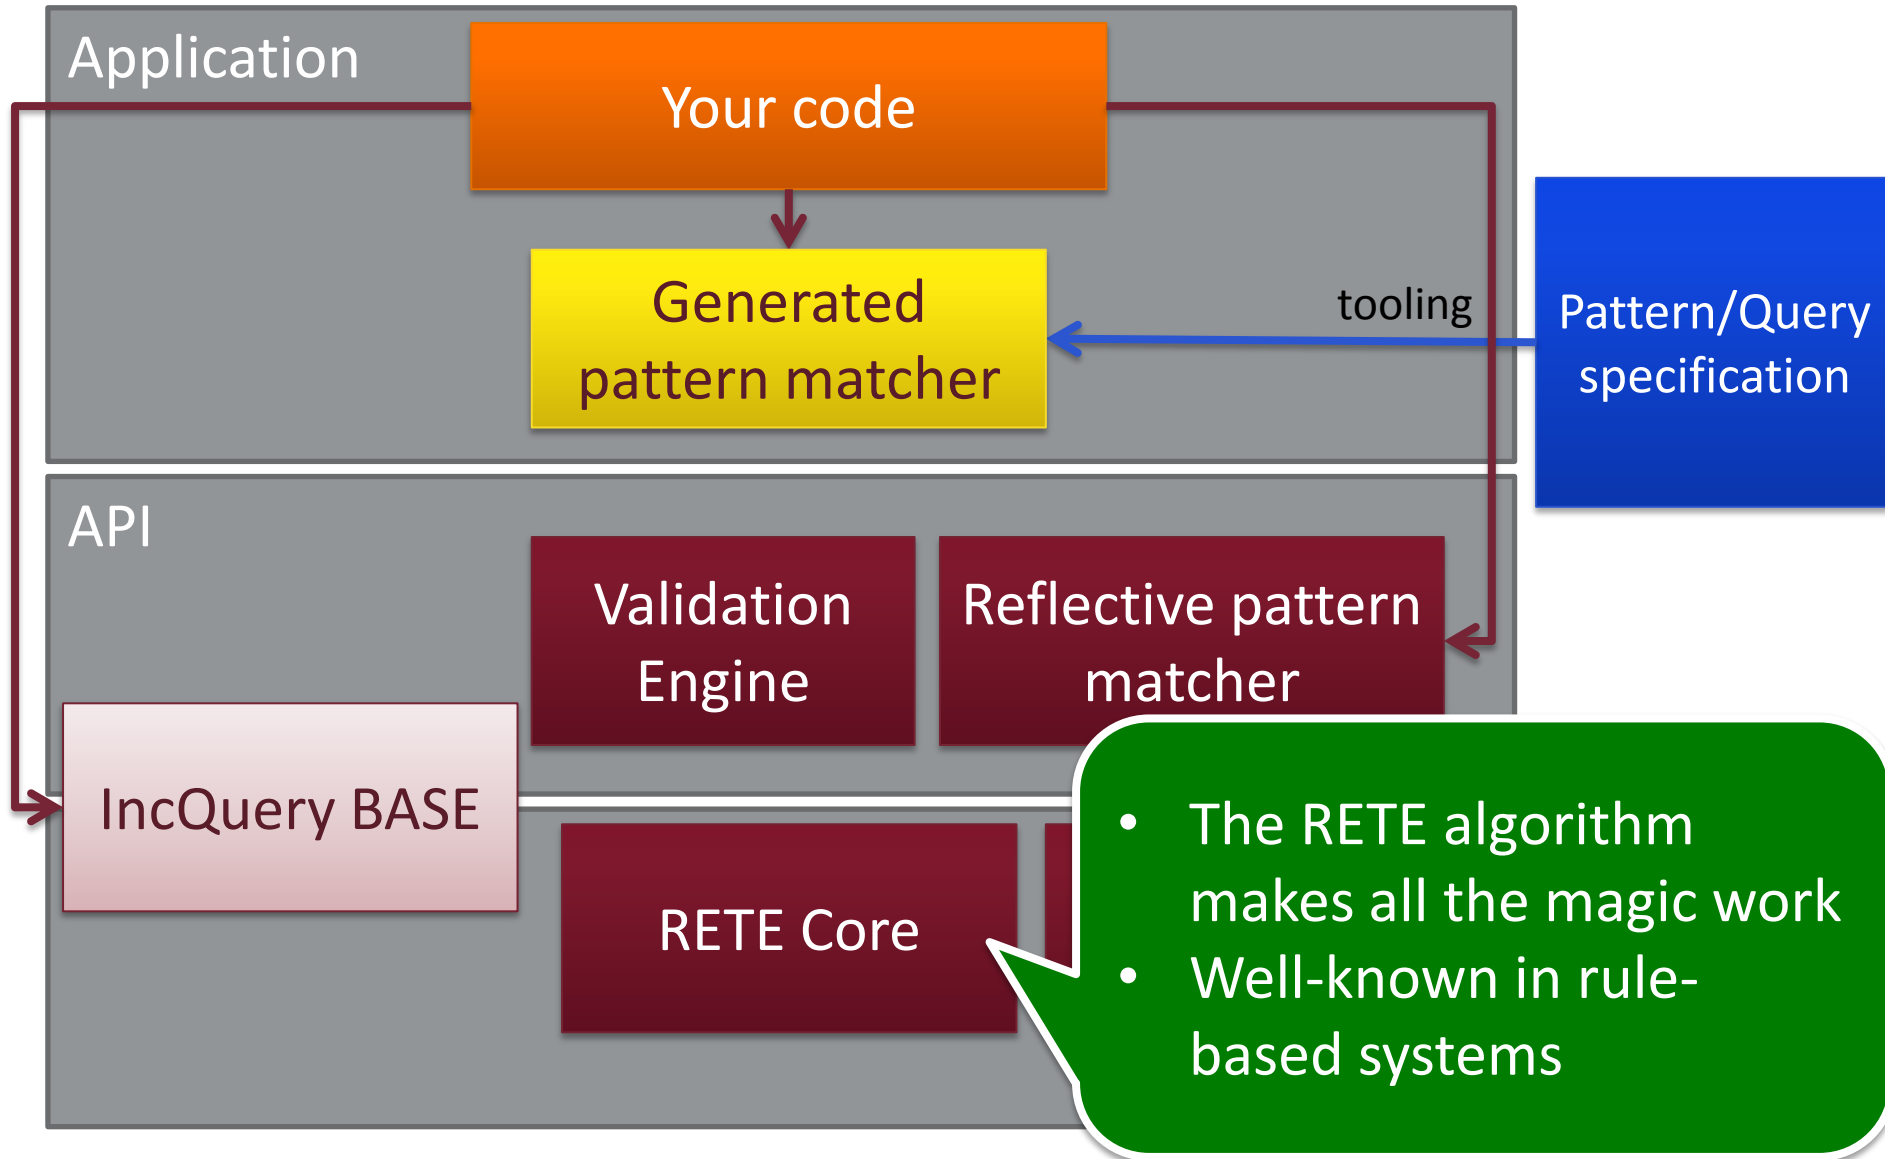 Application
Your code
Generated
pattern matcher
tooling
Pattern/Query
specification
API
Validation
Engine
Reflective pattern
matcher
IncQuery BASE
RETE Core
• The RETE algorithm
makes all the magic work
• Well-known in rule-
based systems